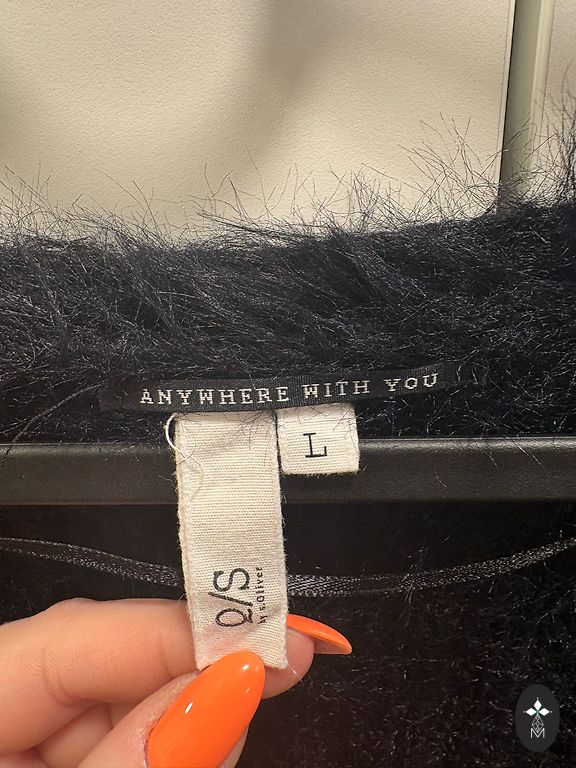 ANYWHERE WITH YOU
L
Q/S
by s.Oliver